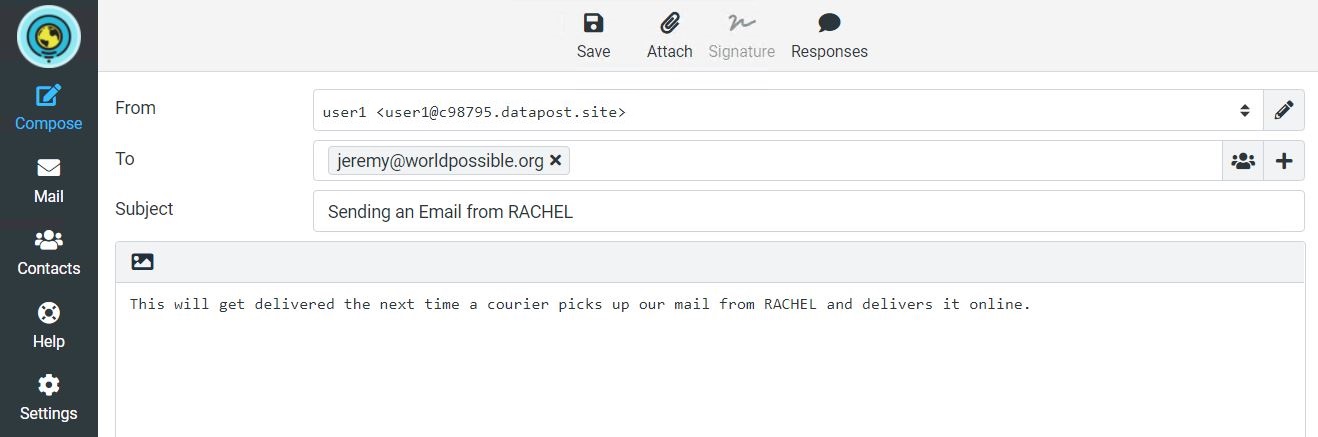 Save
Attach
Signature
Responses
Compose
Mail
Contacts
Help
Settings
From
user1 <user1@c98795.datapost.site>
To
jeremy@worldpossible.org
Subject
Sending an Email from RACHEL
This will get delivered the next time a courier picks up our mail from RACHEL and delivers it online.